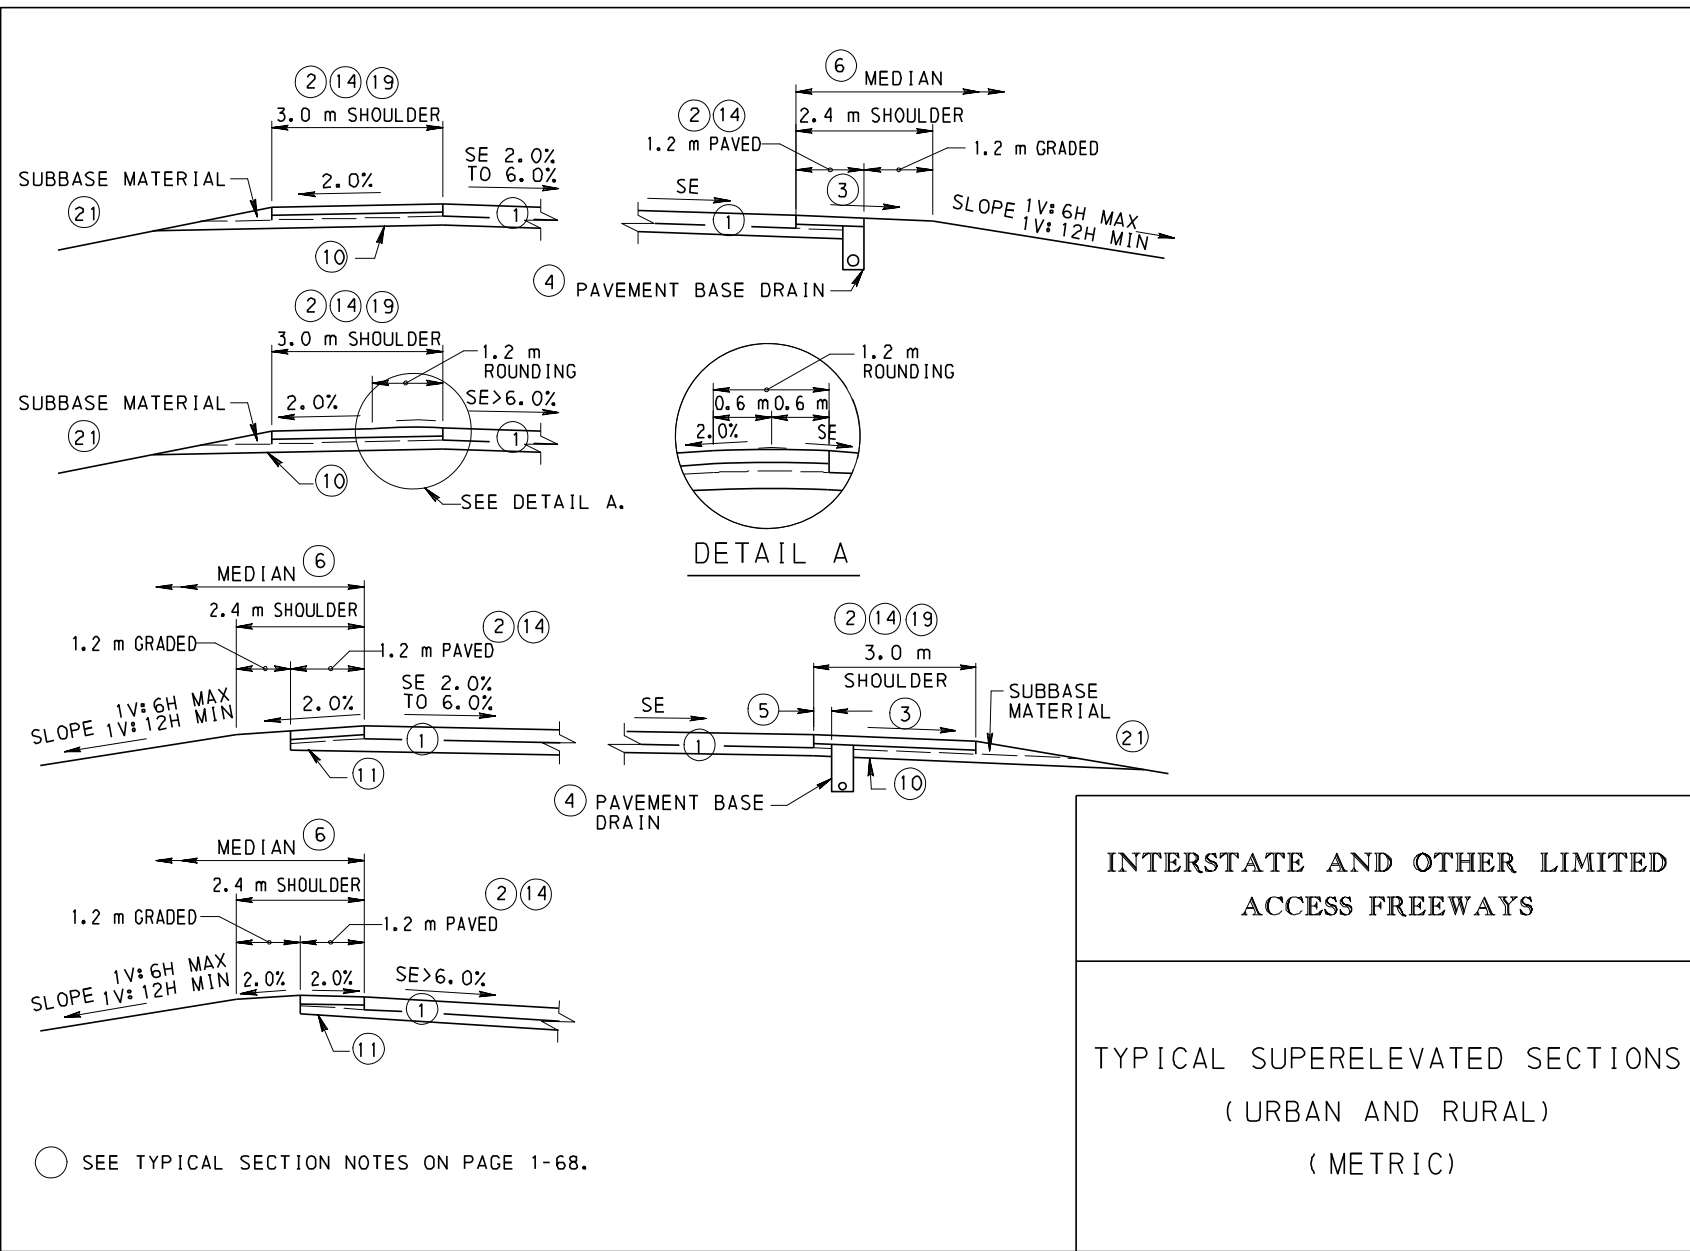 2 14 19
3.0 m SHOULDER
SUBBASE MATERIAL
21
2.0%
SE 2.0%
TO 6.0%
1
10
6 MEDIAN
2 14
2.4 m SHOULDER
1.2 m PAVED
1.2 m GRADED
SE
3
1
SLOPE 1V:6H MAX
1V:12H MIN
4 PAVEMENT BASE DRAIN
2 14 19
3.0 m SHOULDER
1.2 m
ROUNDING
SUBBASE MATERIAL
21
2.0%
SE>6.0%
1
10
SEE DETAIL A.
1.2 m
ROUNDING
0.6 m 0.6 m
2.0% SE
DETAIL A
MEDIAN 6
2.4 m SHOULDER
2 14
1.2 m GRADED
1.2 m PAVED
SE 2.0%
TO 6.0%
1V:6H MAX
SLOPE 1V:12H MIN
2.0%
1
11
2 14 19
3.0 m
SHOULDER
SE
5
3
SUBBASE
MATERIAL
21
1
10
4 PAVEMENT BASE
DRAIN
MEDIAN 6
2.4 m SHOULDER
2 14
1.2 m GRADED
1.2 m PAVED
1V:6H MAX
SLOPE 1V:12H MIN
2.0% 2.0% SE>6.0%
1
11
SEE TYPICAL SECTION NOTES ON PAGE 1-68.
INTERSTATE AND OTHER LIMITED
ACCESS FREEWAYS
TYPICAL SUPERELEVATED SECTIONS
(URBAN AND RURAL)
(METRIC)